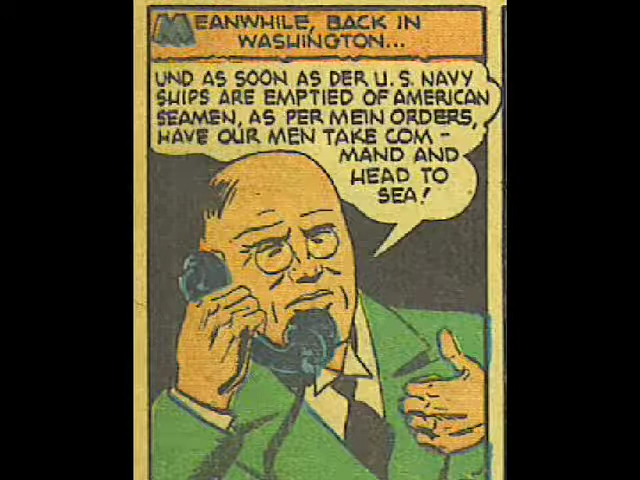 MEANWHILE, BACK IN
WASHINGTON...
UND AS SOON AS DER U.S. NAVY
SHIPS ARE EMPTIED OF AMERICAN
SEAMEN, AS PER MEIN ORDERS,
HAVE OUR MEN TAKE COM-
MAND AND
HEAD TO
SEA!